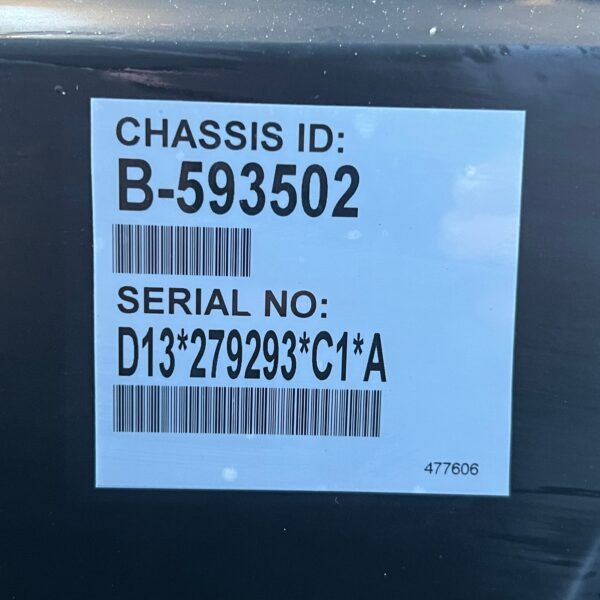 CHASSIS ID:
B-593502
SERIAL NO:
D13*279293*C1*A
477606